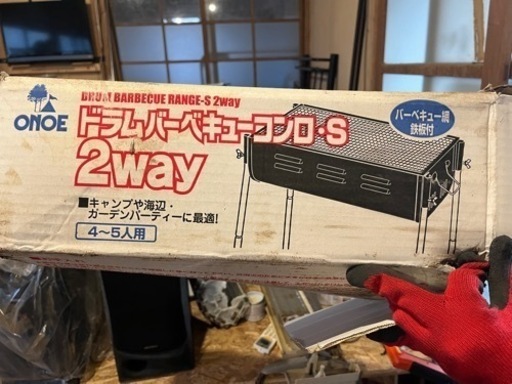 DRUM BARBECUE RANGE-S 2way
ONOE
ドラムバーベキューコンロ・S
2way
バーベキュー網
鉄板付
■キャンプや海辺・
ガーデンパーティーに最適!
4〜5人用